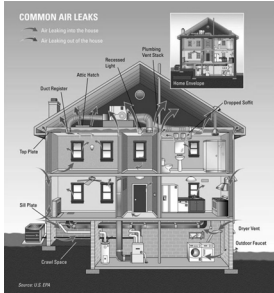 COMMON AIR LEAKS
Air Leaking into the house
Air Leaking out of the house
Plumbing
Vent Stack
Recessed
Light
Attic Hatch
Home Envelope
Duct Register
Dropped Soffit
Top Plate
Sill Plate
Dryer Vent
Outdoor Faucet
Crawl Space
Source: U.S. EPA